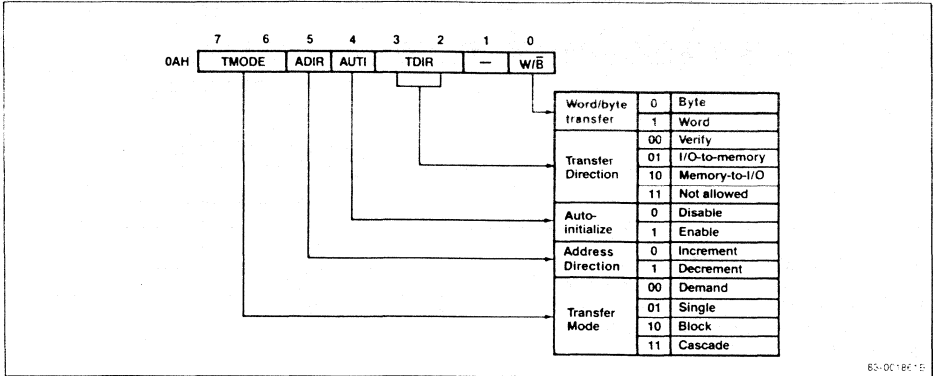 7 6 5 4 3 2 1 0
0AH TMODE ADIR AUTI TDIR — W/B̅
Word/byte transfer 0 Byte
1 Word
Transfer Direction 00 Verify
01 I/O-to-memory
10 Memory-to-I/O
11 Not allowed
Auto-initialize 0 Disable
1 Enable
Address Direction 0 Increment
1 Decrement
Transfer Mode 00 Demand
01 Single
10 Block
11 Cascade